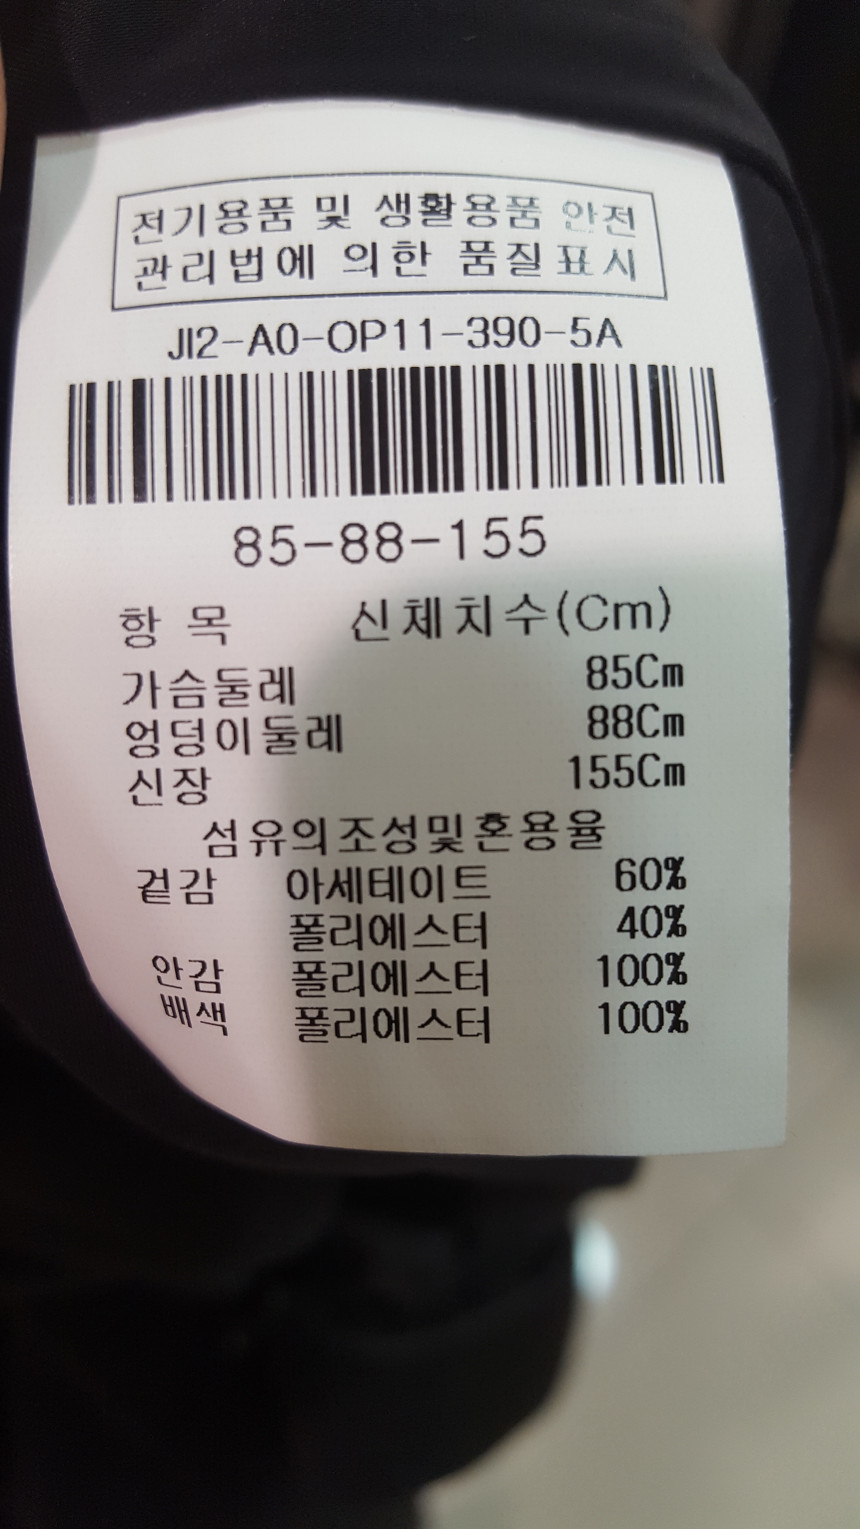 전기용품 및 생활용품 안전
관리법에 의한 품질표시
JI2-A0-OP11-390-5A
85-88-155
항 목 신체치수(Cm)
가슴둘레 85Cm
엉덩이둘레 88Cm
신장 155Cm
섬유의조성및혼용율
겉감 아세테이트 60%
폴리에스터 40%
안감 폴리에스터 100%
배색 폴리에스터 100%